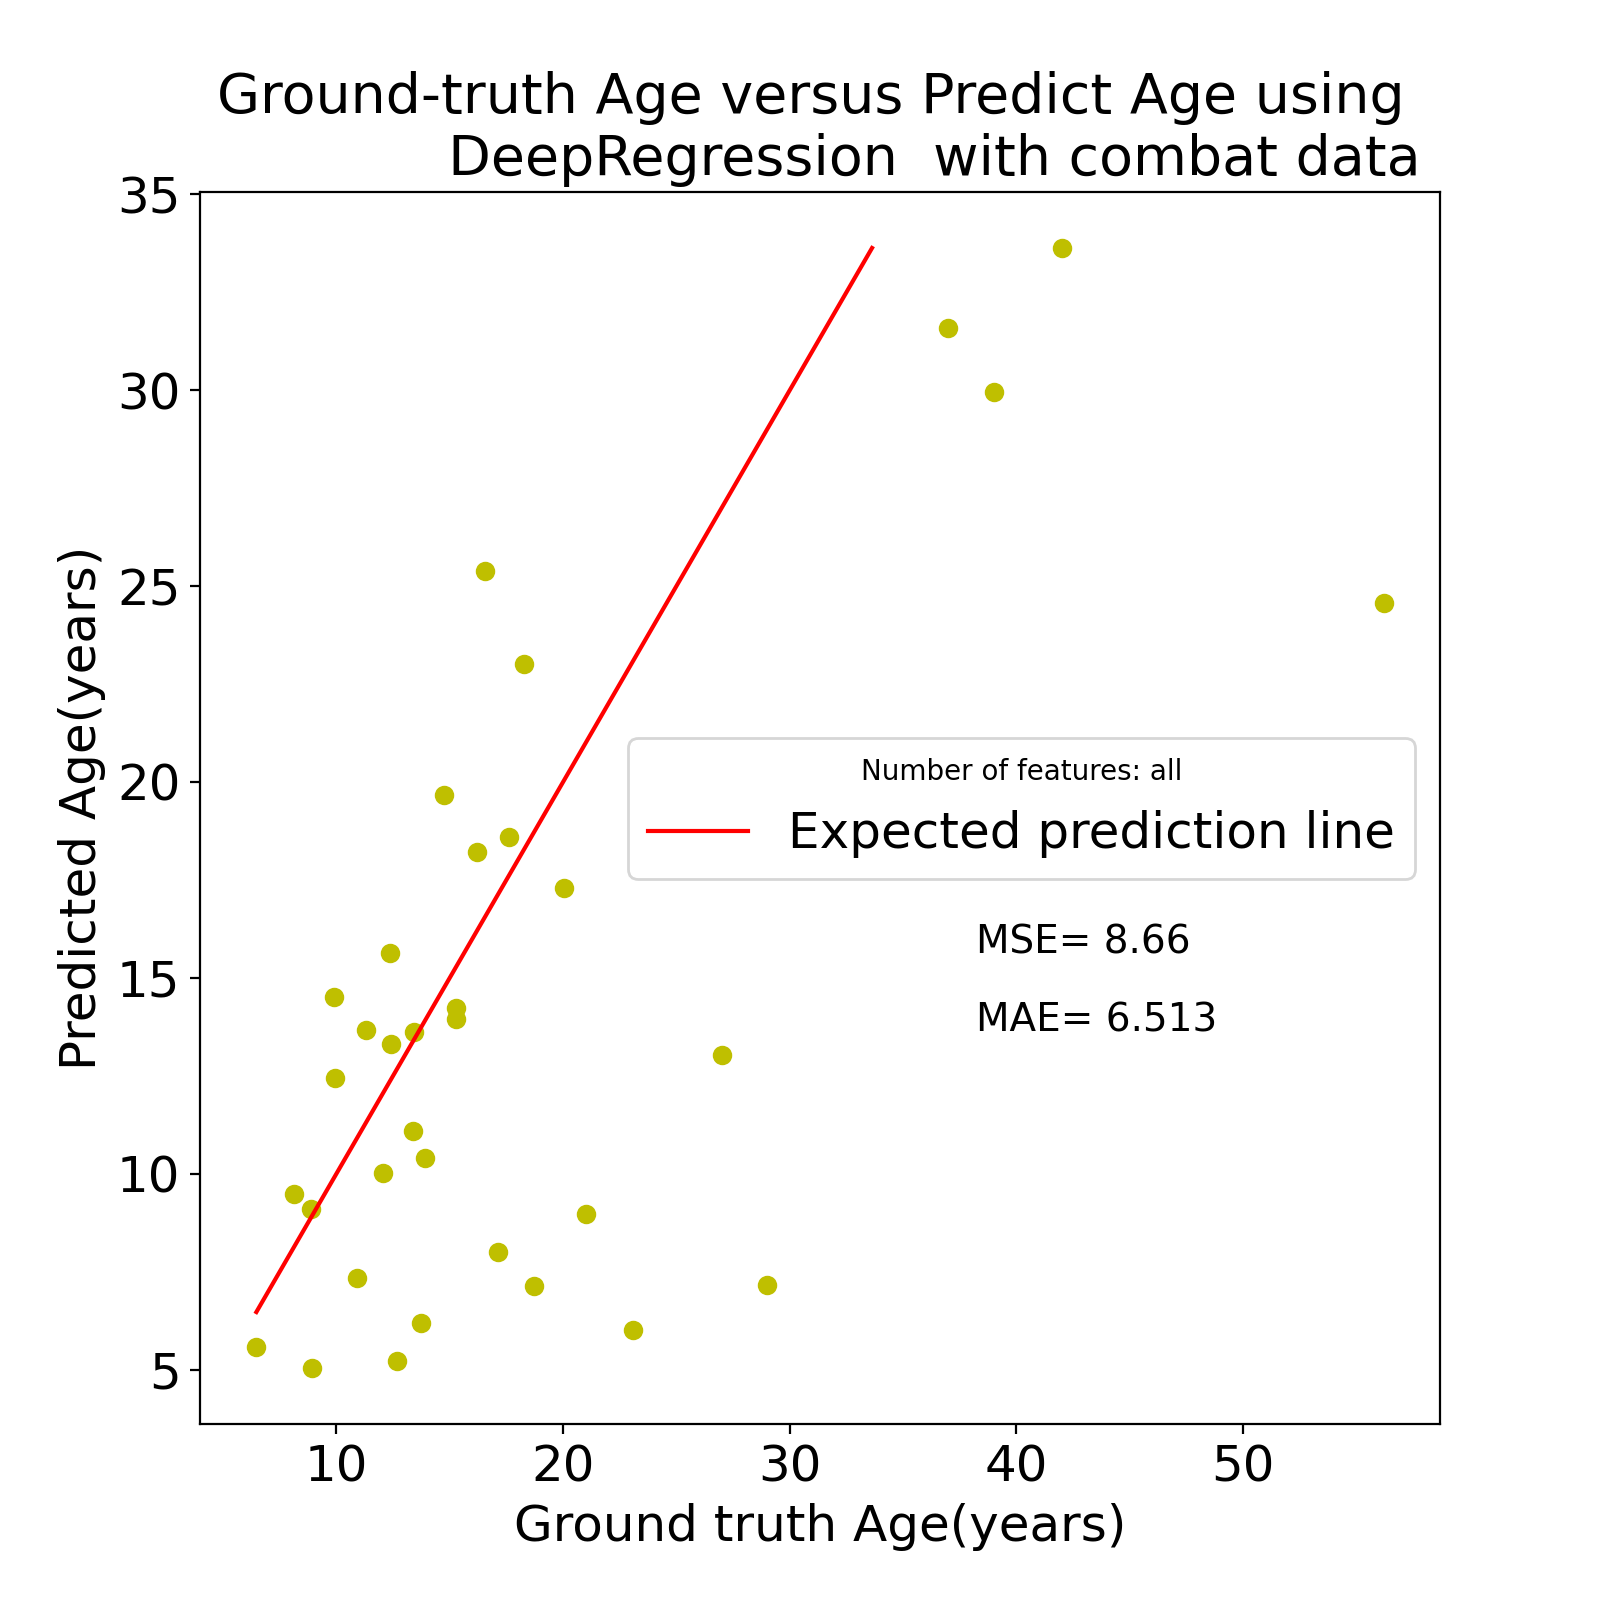 Ground-truth Age versus Predict Age using
DeepRegression  with combat data
35
30
25
20
15
10
5
Predicted Age(years)
Number of features: all
Expected prediction line
MSE= 8.66
MAE= 6.513
10 20 30 40 50
Ground truth Age(years)